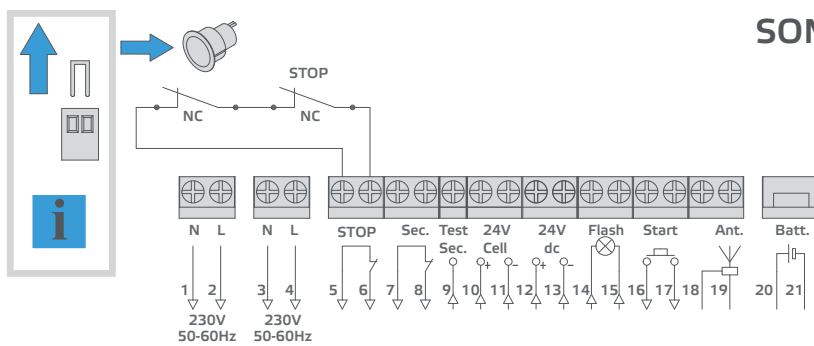 SOM
STOP
NC NC
i
N L N L STOP Sec. Test Sec. 24V Cell 24V dc Flash Start Ant. Batt.
+ - + -
1 2 3 4 5 6 7 8 9 10 11 12 13 14 15 16 17 18 19 20 21
230V 230V
50-60Hz 50-60Hz